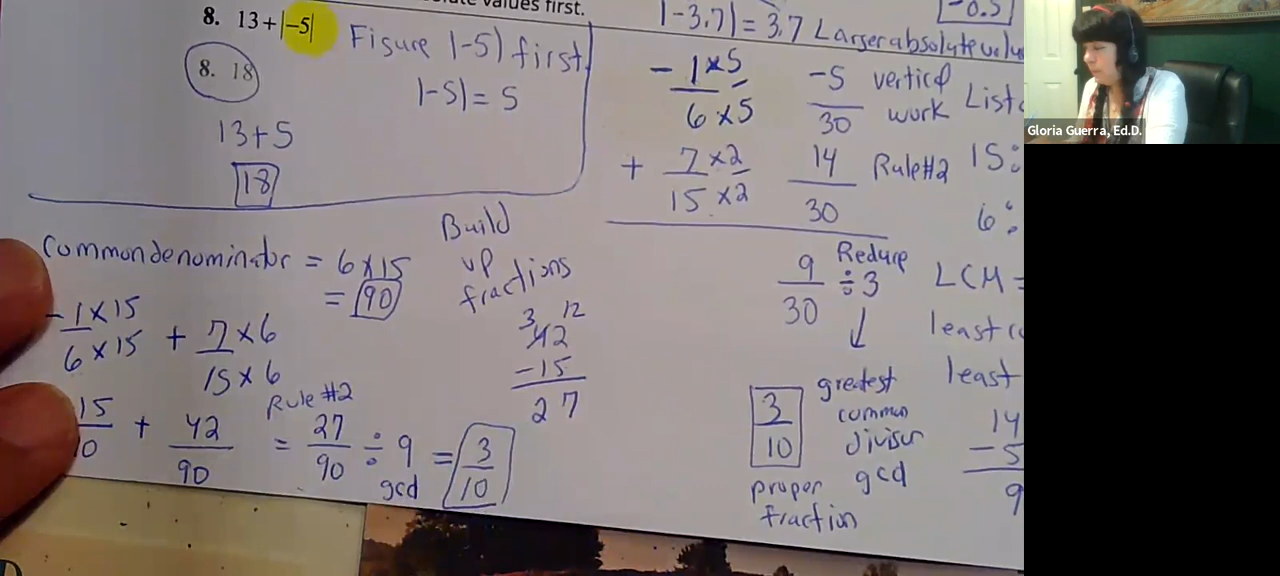 values first.
8. 13+|−5|
Figure |-5| first.
|-5| = 5
8. 18
13+5
18
|-3.7| = 3.7 Larger absolute valu
-0.5
-1×5
6×5
-5
30
vertical
work
List
+ 7×2
15×2
14
30
Rule#2
15:
6:
9 ÷3
30
Reduce
LCM =
least c
least
greatest
common
divisor
gcd
3
10
proper
fraction
14
-5
9
Common denominator = 6×15
= 90
Build
up
fractions
-1×15 + 7×6
6×15 15×6
3 12
42
-15
27
Rule #2
15 + 42 = 27 ÷ 9 = 3
90 90 gcd 10
Gloria Guerra, Ed.D.